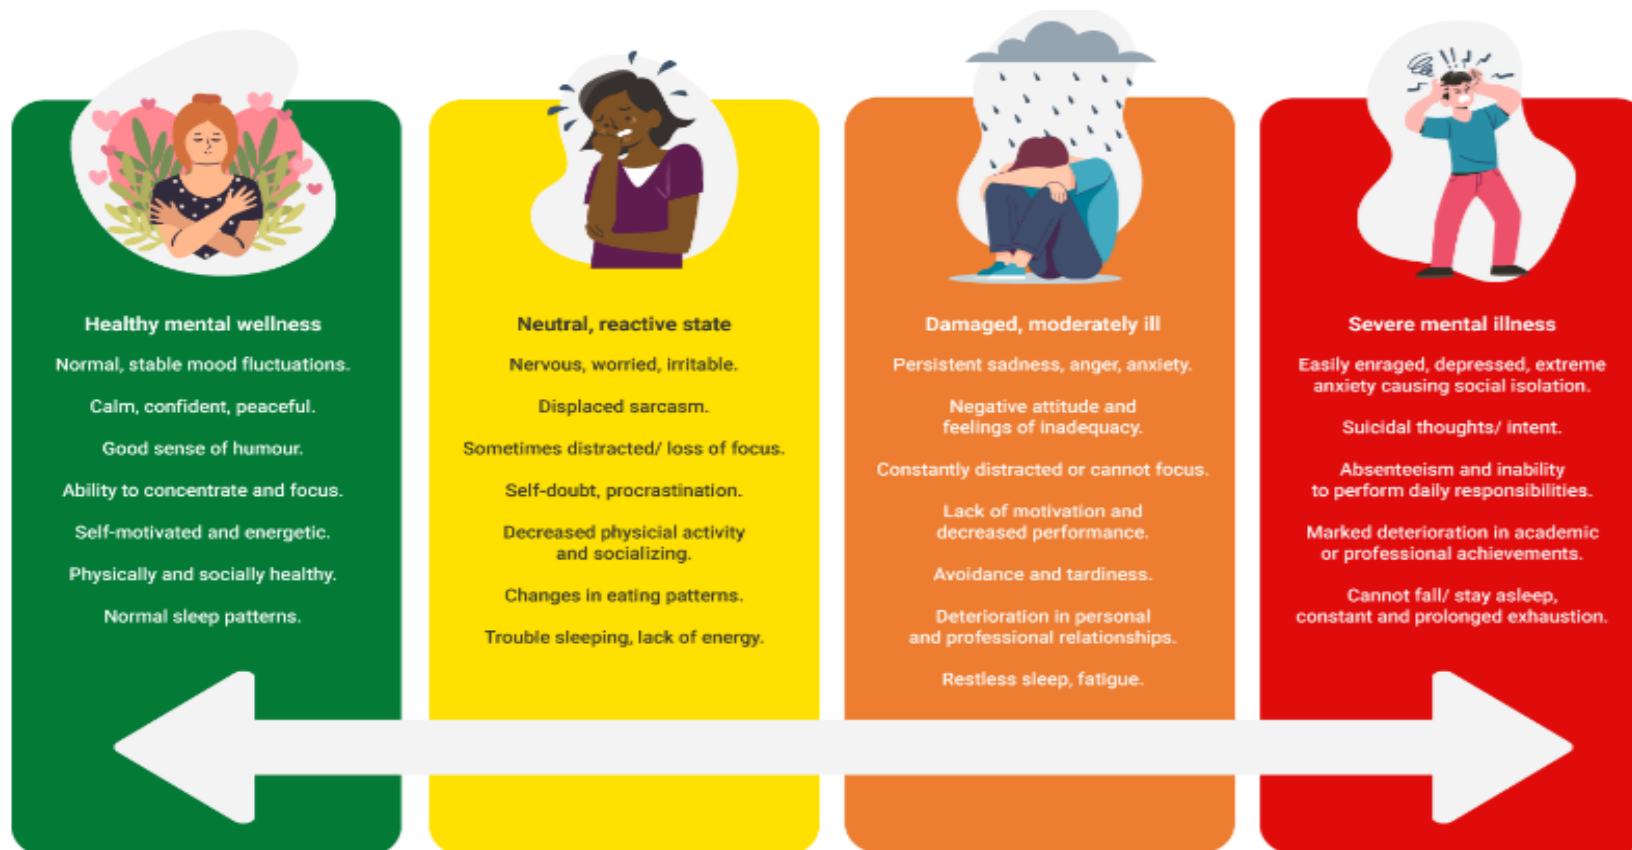 Healthy mental wellness
Normal, stable mood fluctuations.
Calm, confident, peaceful.
Good sense of humour.
Ability to concentrate and focus.
Self-motivated and energetic.
Physically and socially healthy.
Normal sleep patterns.
Neutral, reactive state
Nervous, worried, irritable.
Displaced sarcasm.
Sometimes distracted/ loss of focus.
Self-doubt, procrastination.
Decreased physicial activity
and socializing.
Changes in eating patterns.
Trouble sleeping, lack of energy.
Damaged, moderately ill
Persistent sadness, anger, anxiety.
Negative attitude and
feelings of inadequacy.
Constantly distracted or cannot focus.
Lack of motivation and
decreased performance.
Avoidance and tardiness.
Deterioration in personal
and professional relationships.
Restless sleep, fatigue.
Severe mental illness
Easily enraged, depressed, extreme
anxiety causing social isolation.
Suicidal thoughts/ intent.
Absenteeism and inability
to perform daily responsibilities.
Marked deterioration in academic
or professional achievements.
Cannot fall/ stay asleep,
constant and prolonged exhaustion.